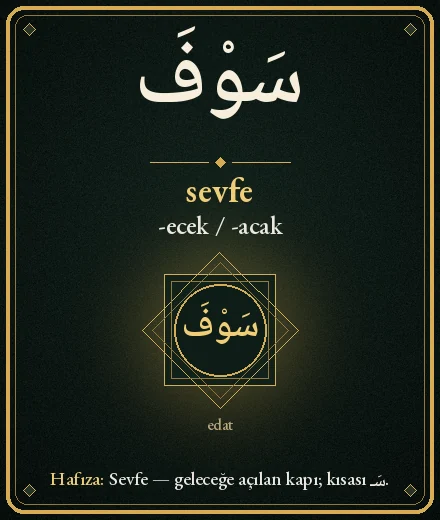 سَوْفَ
sevfe
-ecek / -acak
سَوْفَ
edat
Hafıza: Sevfe — geleceğe açılan kapı; kısası سَـ.